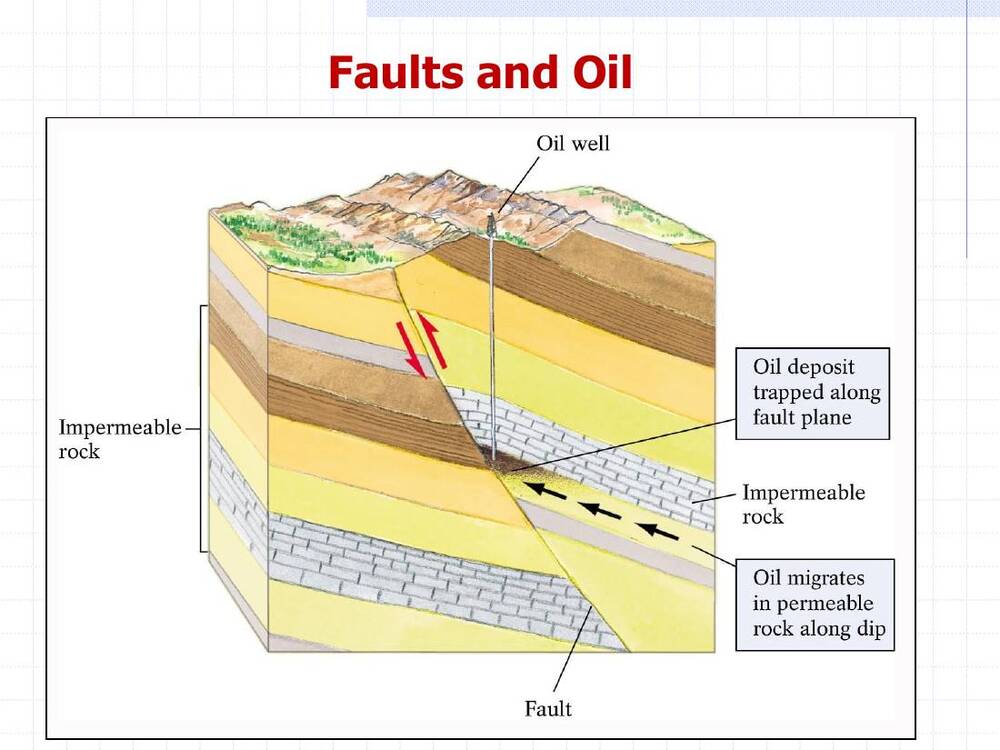 Faults and Oil
Oil well
Oil deposit
trapped along
fault plane
Impermeable
rock
Impermeable
rock
Oil migrates
in permeable
rock along dip
Fault